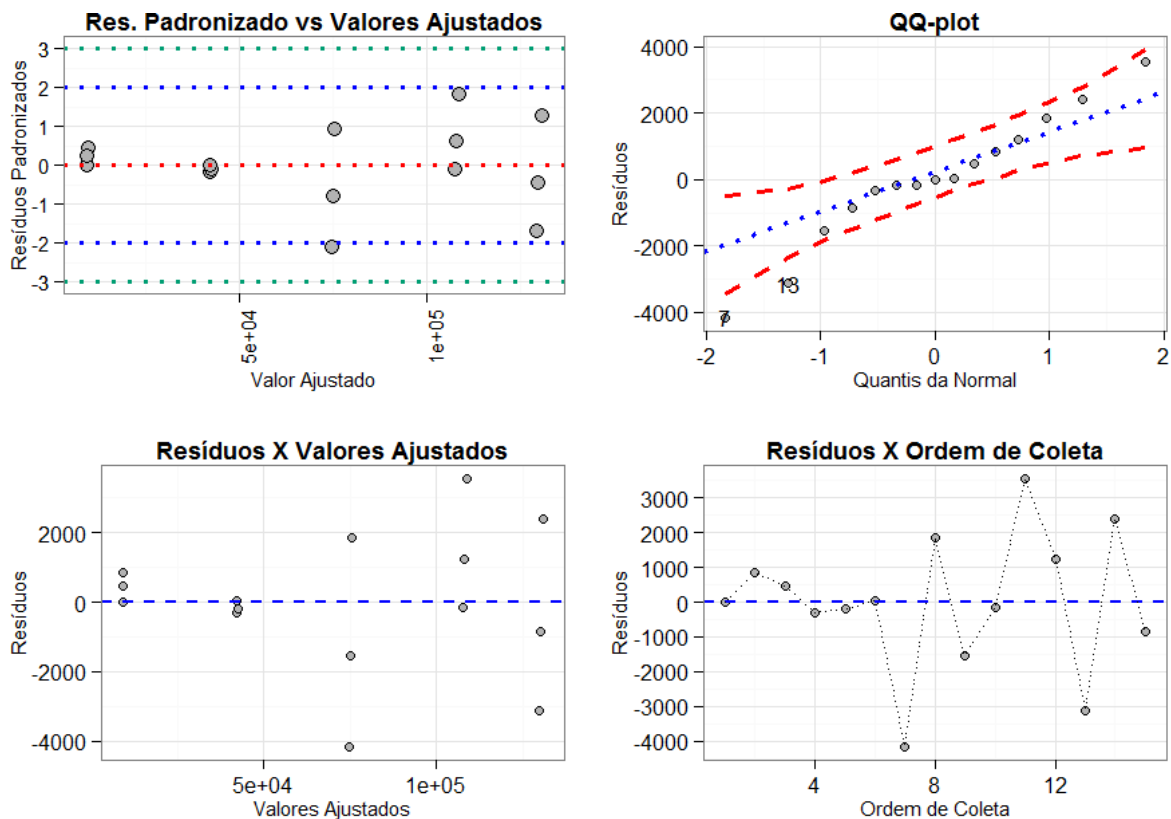 Res. Padronizado vs Valores Ajustados
Resíduos Padronizados
3
2
1
0
-1
-2
-3
5e+04
1e+05
Valor Ajustado
QQ-plot
Resíduos
4000
2000
0
-2000
-4000
13
7
-2
-1
0
1
2
Quantis da Normal
Resíduos X Valores Ajustados
Resíduos
2000
0
-2000
-4000
5e+04
1e+05
Valores Ajustados
Resíduos X Ordem de Coleta
Resíduos
3000
2000
1000
0
-1000
-2000
-3000
-4000
4
8
12
Ordem de Coleta